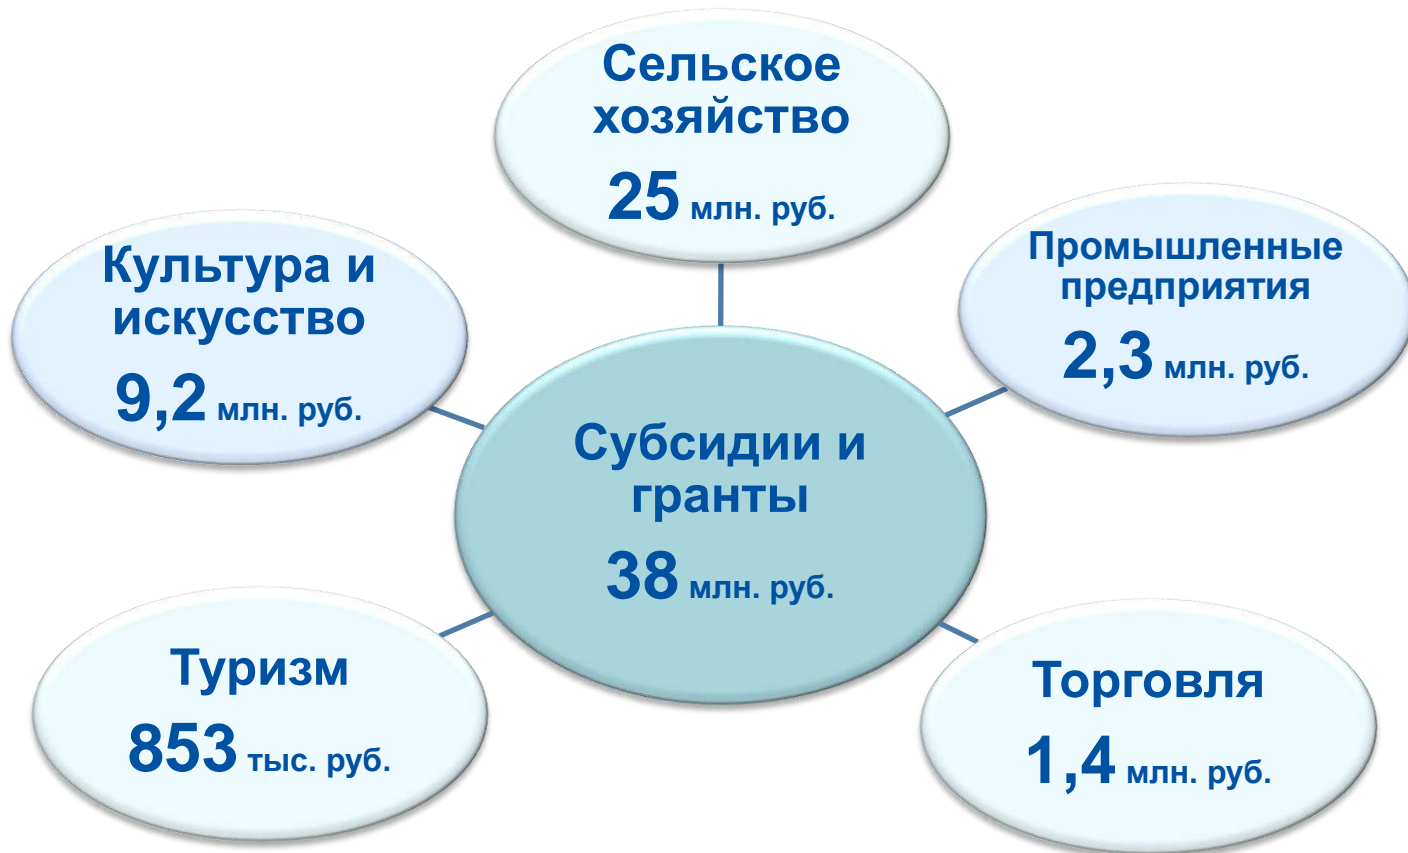 Сельское
хозяйство
25 млн. руб.
Культура и
искусство
9,2 млн. руб.
Промышленные
предприятия
2,3 млн. руб.
Субсидии и
гранты
38 млн. руб.
Туризм
853 тыс. руб.
Торговля
1,4 млн. руб.